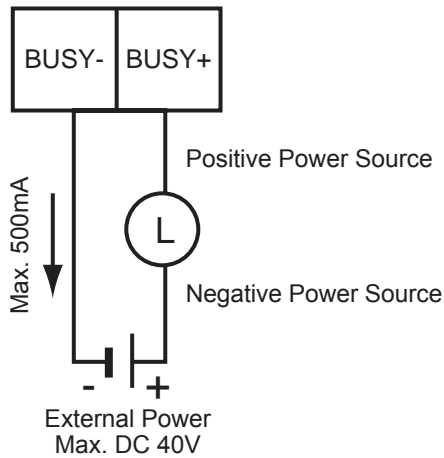 BUSY- BUSY+
Positive Power Source
Max. 500mA
L
Negative Power Source
- +
External Power
Max. DC 40V